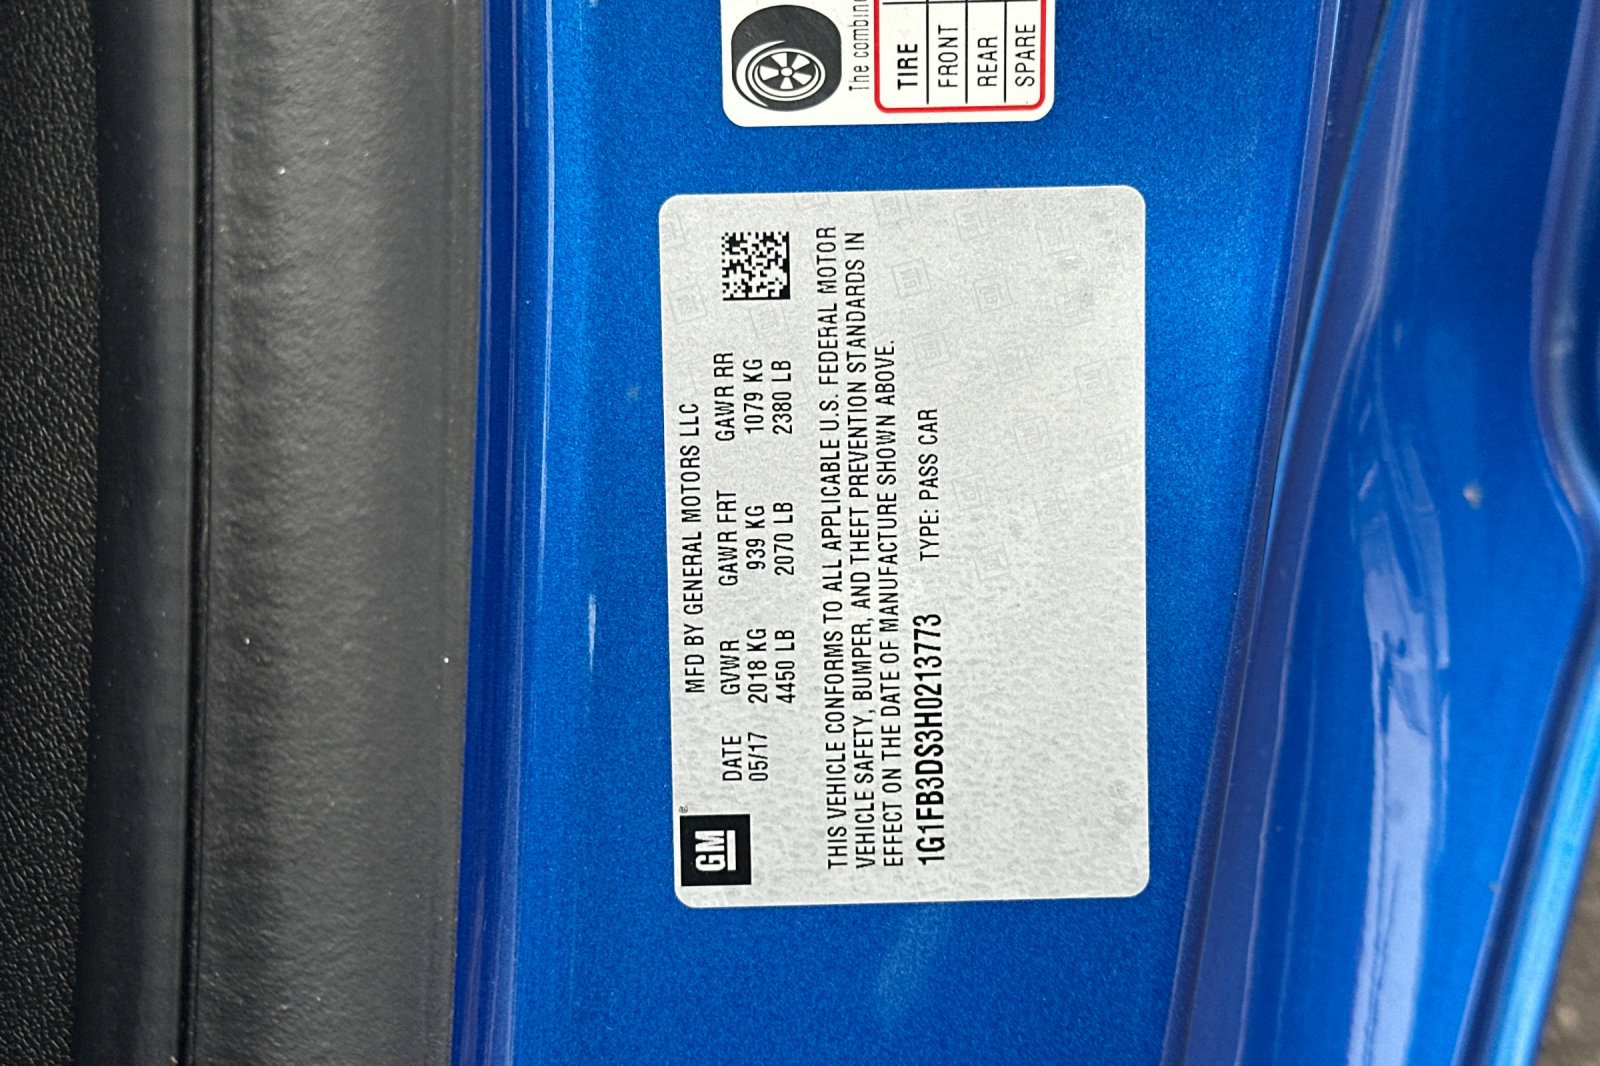 GM
®
MFD BY GENERAL MOTORS LLC
DATE GVWR GAWR FRT GAWR RR
05/17 2018 KG 939 KG 1079 KG
4450 LB 2070 LB 2380 LB
THIS VEHICLE CONFORMS TO ALL APPLICABLE U.S. FEDERAL MOTOR
VEHICLE SAFETY, BUMPER, AND THEFT PREVENTION STANDARDS IN
EFFECT ON THE DATE OF MANUFACTURE SHOWN ABOVE.
1G1FB3DS3H0213773 TYPE: PASS CAR
The combine
TIRE
FRONT
REAR
SPARE